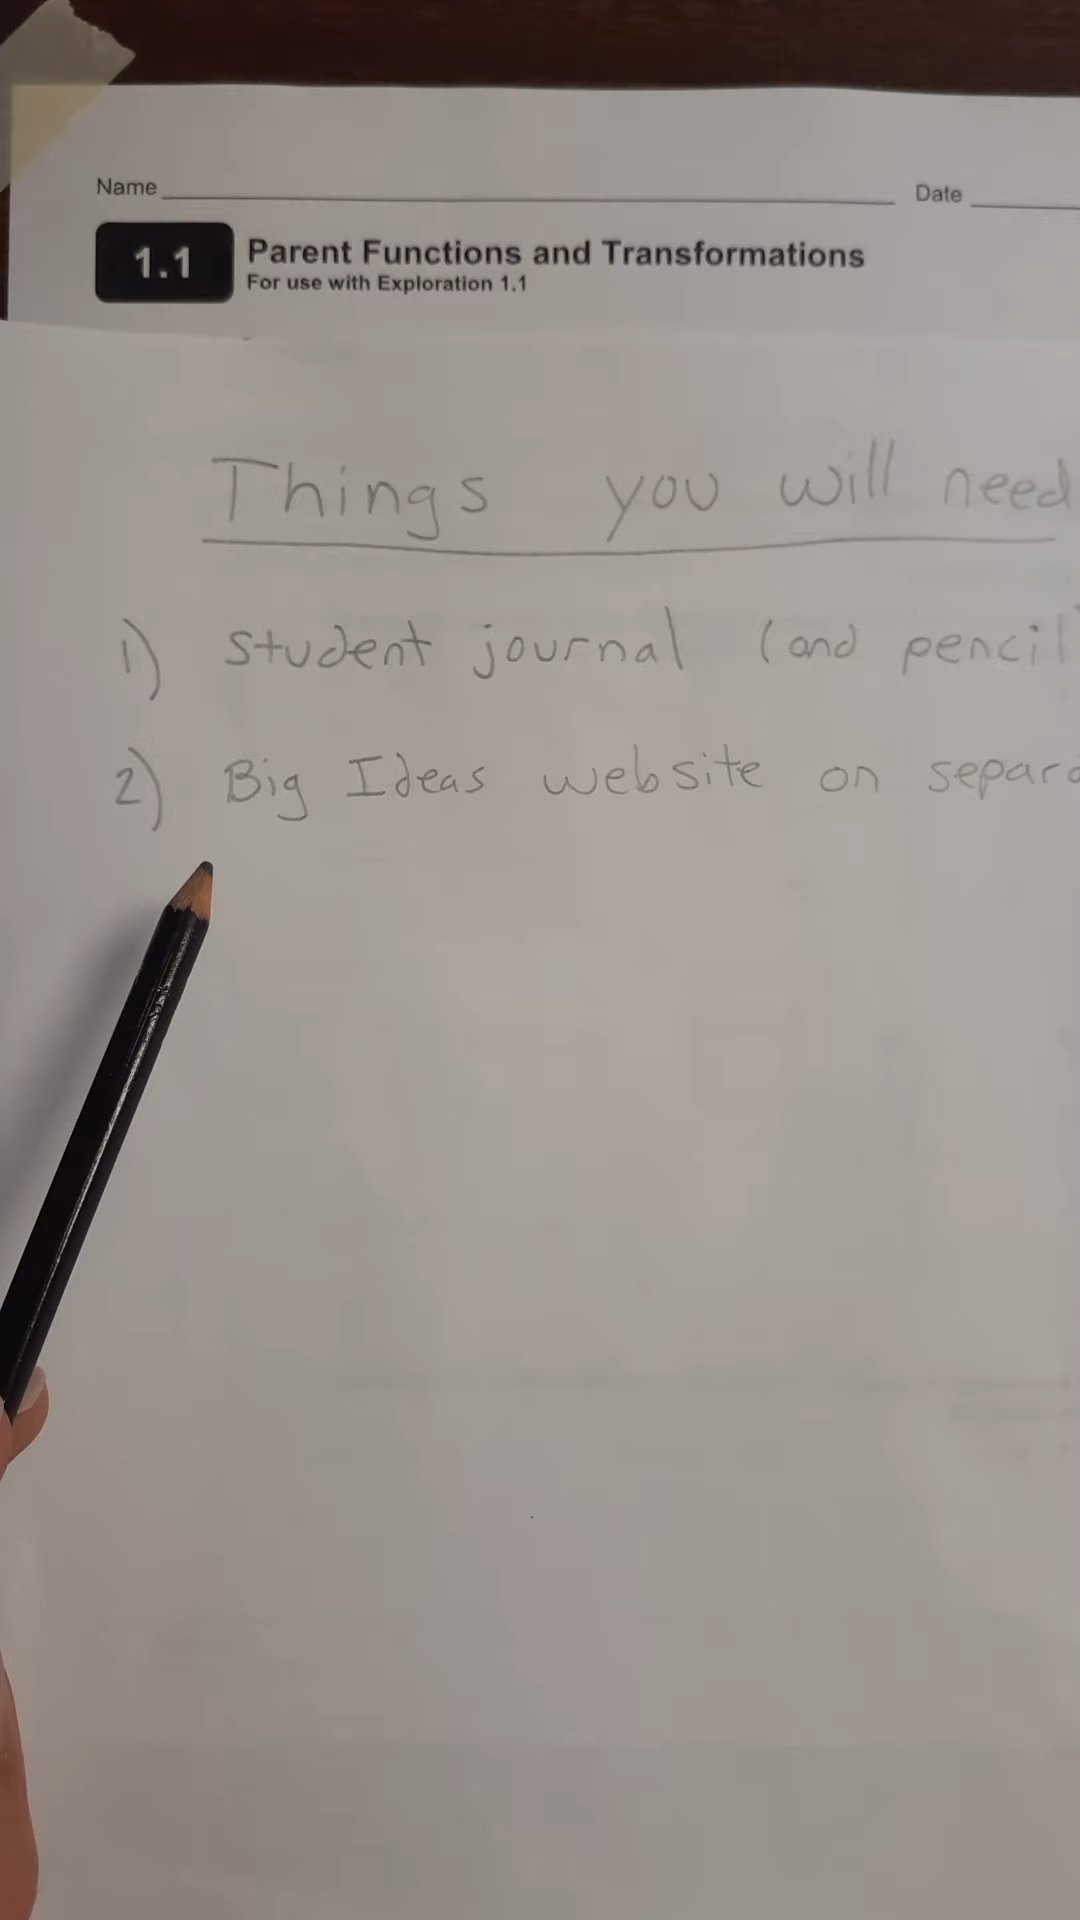 Name Date
1.1 Parent Functions and Transformations
For use with Exploration 1.1
Things you will need
1) student journal (and pencil
2) Big Ideas website on